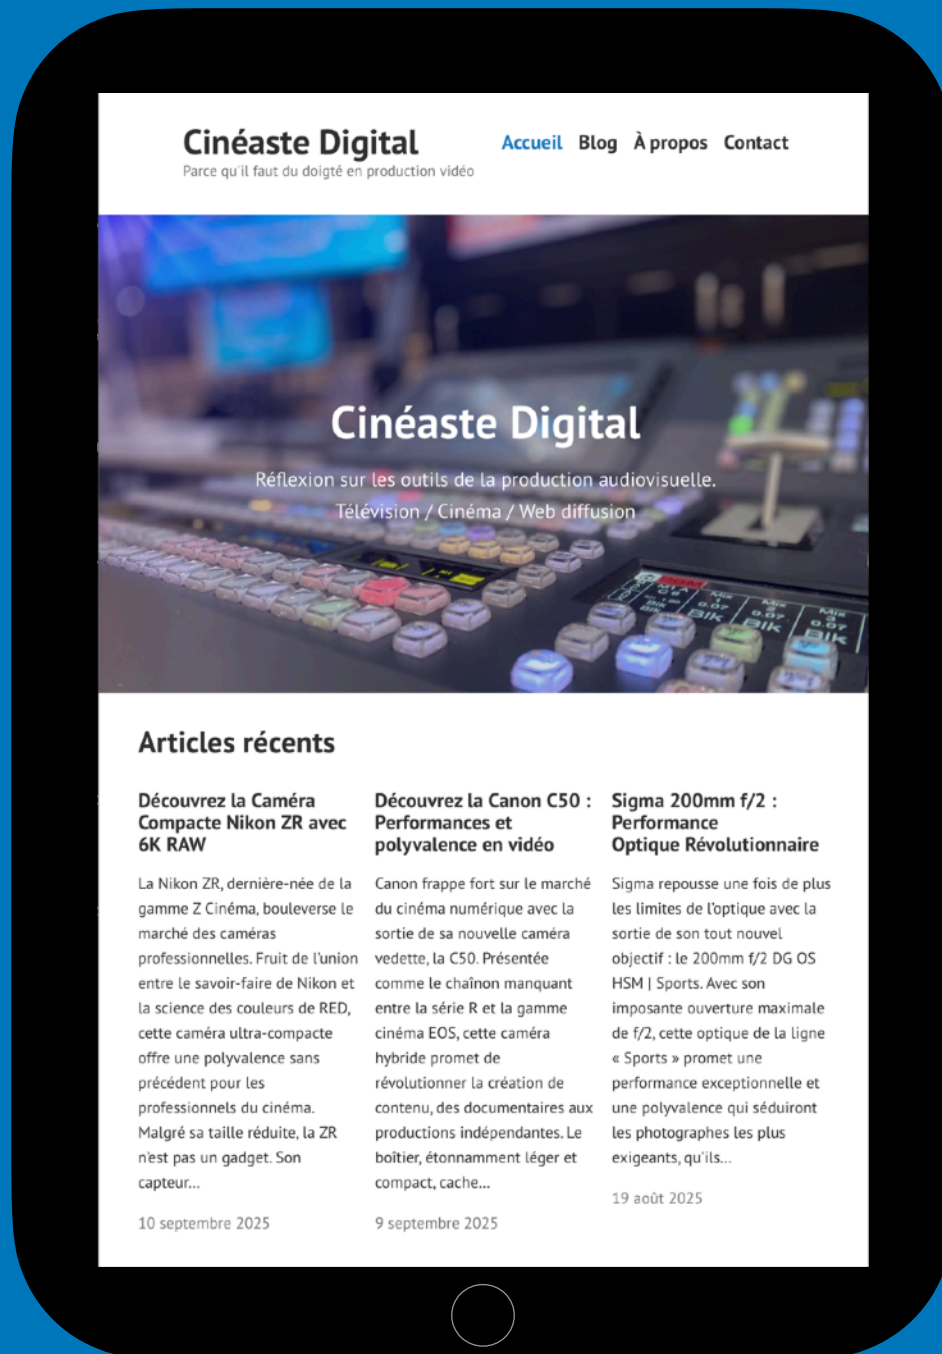 Cinéaste Digital
Parce qu'il faut du doigté en production vidéo
Accueil Blog À propos Contact
Cinéaste Digital
Réflexion sur les outils de la production audiovisuelle.
Télévision / Cinéma / Web diffusion
Mix
0.07
Blk
Mix
0.07
Blk
Mix
0.07
Blk
Articles récents
Découvrez la Caméra
Compacte Nikon ZR avec
6K RAW
La Nikon ZR, dernière-née de la
gamme Z Cinéma, bouleverse le
marché des caméras
professionnelles. Fruit de l'union
entre le savoir-faire de Nikon et
la science des couleurs de RED,
cette caméra ultra-compacte
offre une polyvalence sans
précédent pour les
professionnels du cinéma.
Malgré sa taille réduite, la ZR
n'est pas un gadget. Son
capteur...
10 septembre 2025
Découvrez la Canon C50 :
Performances et
polyvalence en vidéo
Canon frappe fort sur le marché
du cinéma numérique avec la
sortie de sa nouvelle caméra
vedette, la C50. Présentée
comme le chaînon manquant
entre la série R et la gamme
cinéma EOS, cette caméra
hybride promet de
révolutionner la création de
contenu, des documentaires aux
productions indépendantes. Le
boîtier, étonnamment léger et
compact, cache...
9 septembre 2025
Sigma 200mm f/2 :
Performance
Optique Révolutionnaire
Sigma repousse une fois de plus
les limites de l'optique avec la
sortie de son tout nouvel
objectif : le 200mm f/2 DG OS
HSM | Sports. Avec son
imposante ouverture maximale
de f/2, cette optique de la ligne
« Sports » promet une
performance exceptionnelle et
une polyvalence qui séduiront
les photographes les plus
exigeants, qu'ils...
19 août 2025